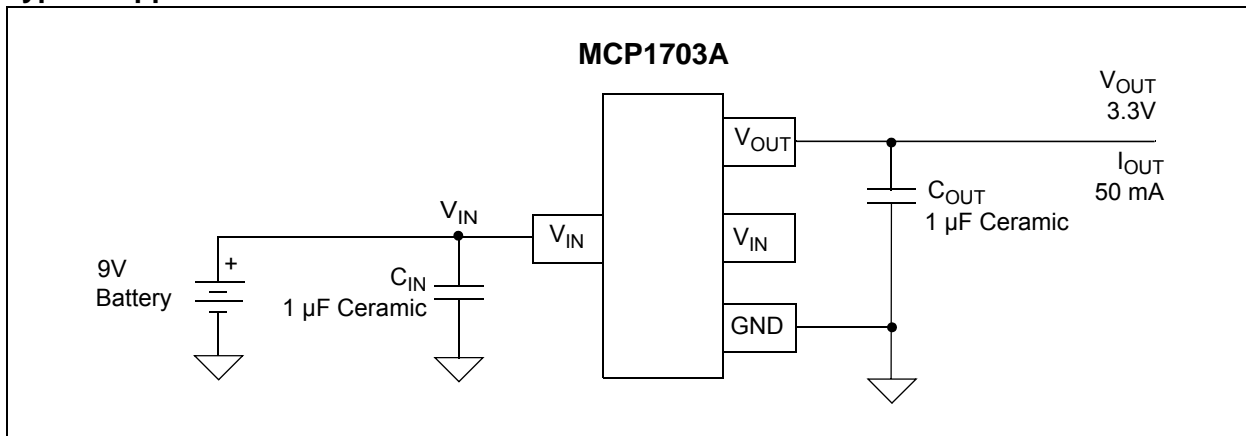 MCP1703A
VOUT
3.3V
IOUT
50 mA
VOUT
COUT
1 µF Ceramic
VIN
VIN
VIN
9V
Battery
+
CIN
1 µF Ceramic
GND